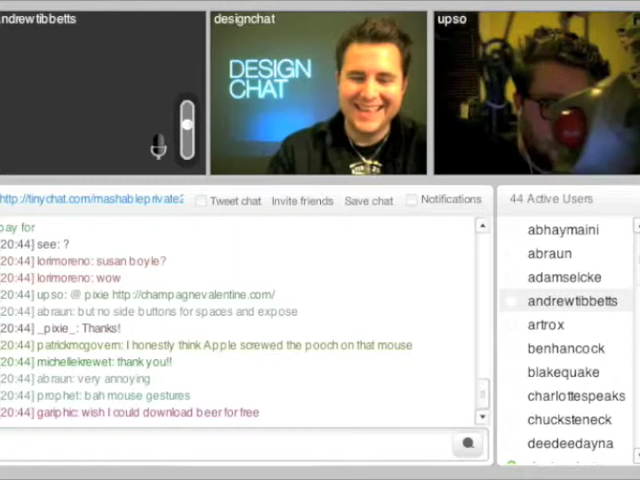 andrewtibbetts
designchat
upso
DESIGN
CHAT
http://tinychat.com/mashableprivate2
Tweet chat
Invite friends
Save chat
Notifications
44 Active Users
pay for
[20:44] see: ?
[20:44] lorimoreno: susan boyle?
[20:44] lorimoreno: wow
[20:44] upso: @ pixie http://champagnevalentine.com/
[20:44] abraun: but no side buttons for spaces and expose
[20:44] _pixie_: Thanks!
[20:44] patrickmcgovern: I honestly think Apple screwed the pooch on that mouse
[20:44] michellekrewet: thank you!!
[20:44] abraun: very annoying
[20:44] prophet: bah mouse gestures
[20:44] gariphic: wish I could download beer for free
abhaymaini
abraun
adamselcke
andrewtibbetts
artrox
benhancock
blakequake
charlottespeaks
chucksteneck
deedeedayna